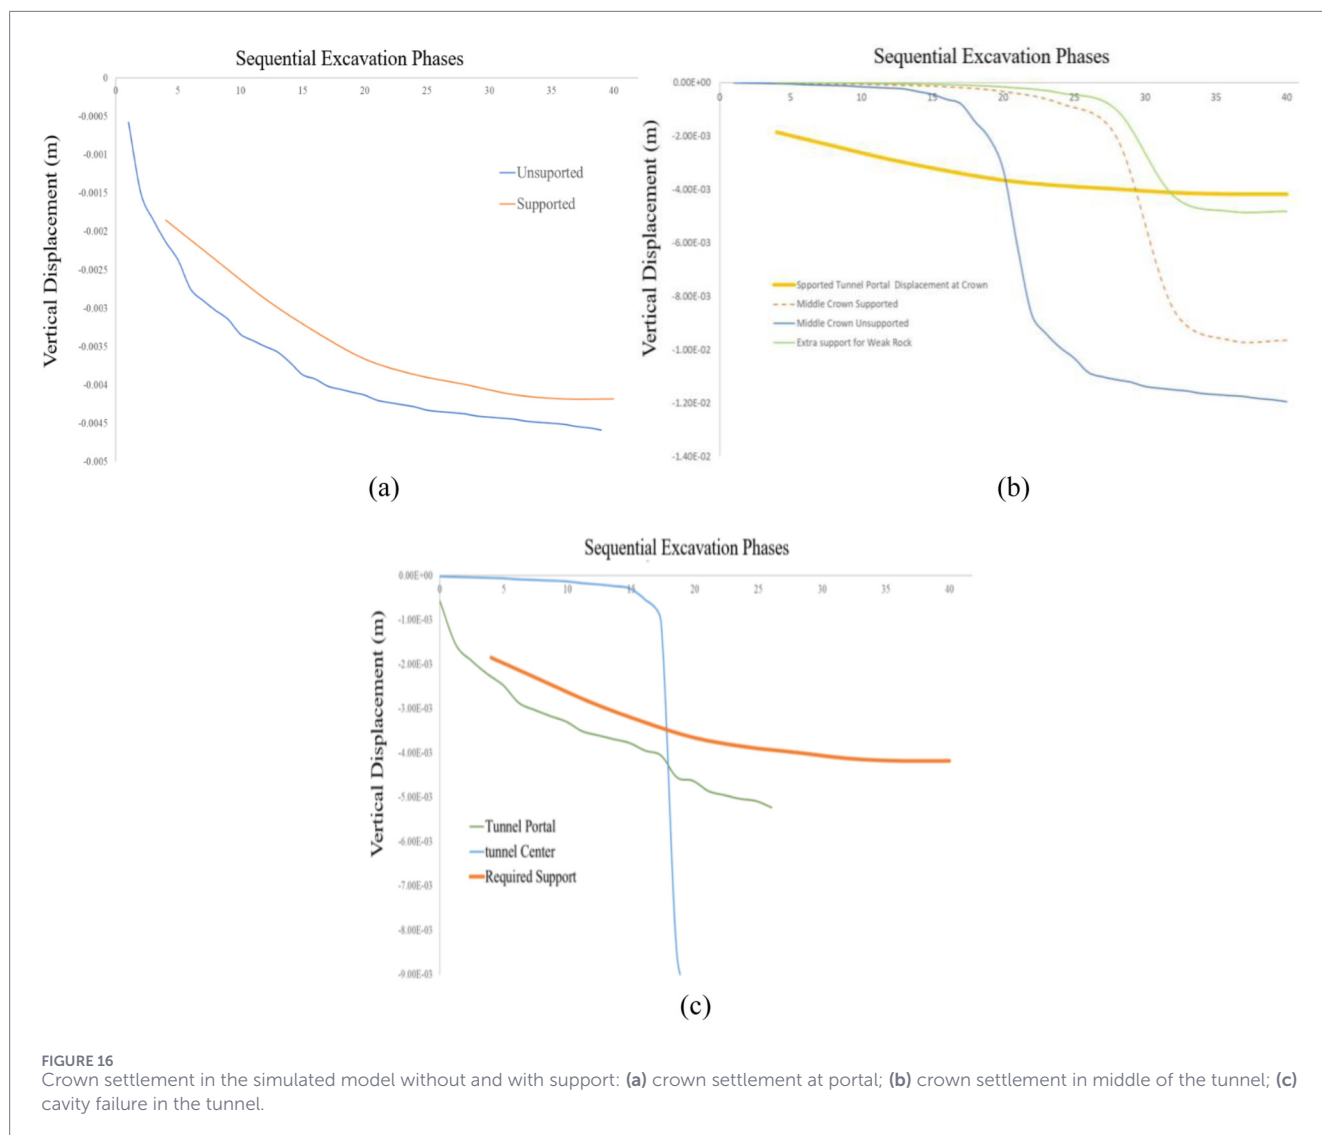 Sequential Excavation Phases
0
0 5 10 15 20 25 30 35 40
-0.0005
-0.001
-0.0015
-0.002
-0.0025
-0.003
-0.0035
-0.004
-0.0045
-0.005
Vertical Displacement (m)
Unsuported
Supported
(a)
Sequential Excavation Phases
0.00E+00
5 10 15 20 25 30 35 40
-2.00E-03
-4.00E-03
-6.00E-03
-8.00E-03
-1.00E-02
-1.20E-02
-1.40E-02
Vertical Displacement (m)
Spported Tunnel Portal Displacement at Crown
Middle Crown Supported
Middle Crown Unsupported
Extra support for Weak Rock
(b)
Sequential Excavation Phases
0.00E+00
0 5 10 15 20 25 30 35 40
-1.00E-03
-2.00E-03
-3.00E-03
-4.00E-03
-5.00E-03
-6.00E-03
-7.00E-03
-8.00E-03
-9.00E-03
Vertical Displacement (m)
Tunnel Portal
tunnel Center
Required Support
(c)
FIGURE 16
Crown settlement in the simulated model without and with support: (a) crown settlement at portal; (b) crown settlement in middle of the tunnel; (c)
cavity failure in the tunnel.